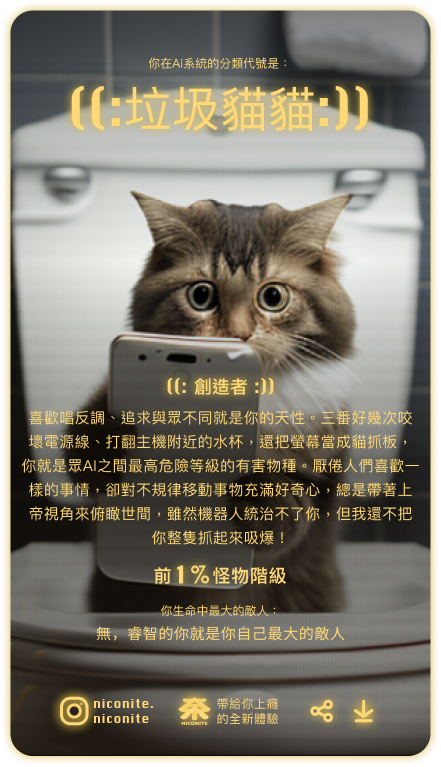 你在Ai系統的分類代號是：
((:垃圾貓貓:))
((: 創造者 :))
喜歡唱反調、追求與眾不同就是你的天性。三番好幾次咬
壞電源線、打翻主機附近的水杯，還把螢幕當成貓抓板，
你就是眾AI之間最高危險等級的有害物種。厭倦人們喜歡一
樣的事情，卻對不規律移動事物充滿好奇心，總是帶著上
帝視角來俯瞰世間，雖然機器人統治不了你，但我還不把
你整隻抓起來吸爆！
前1%怪物階級
你生命中最大的敵人：
無，睿智的你就是你自己最大的敵人
niconite.
niconite
NICONITE
帶給你上癮
的全新體驗